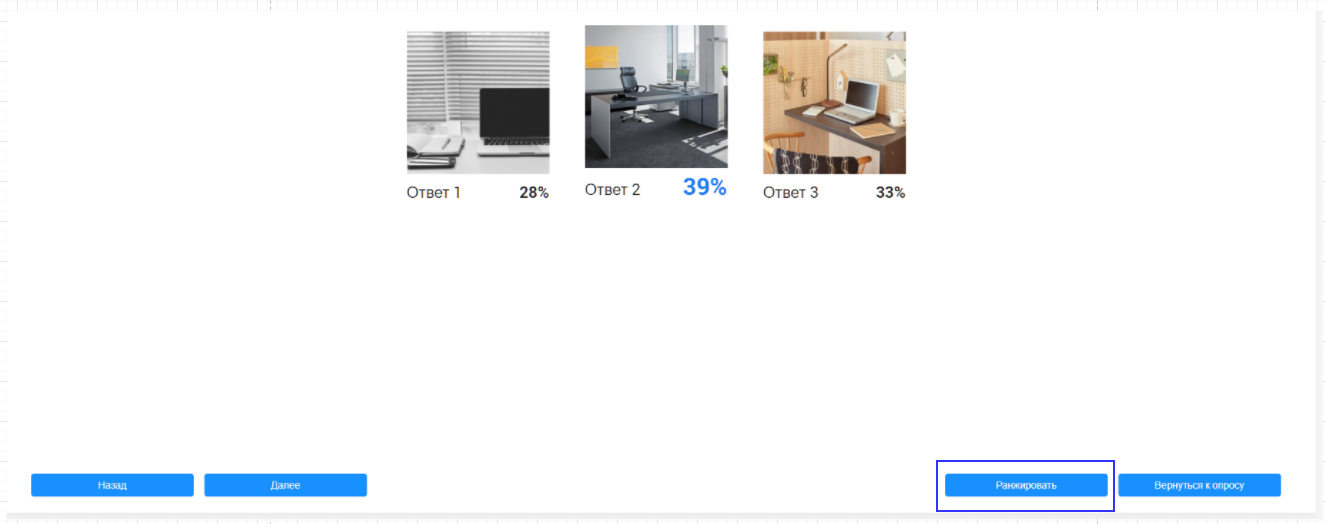 Ответ 1 28%
Ответ 2 39%
Ответ 3 33%
Назад
Далее
Ранжировать
Вернуться к опросу